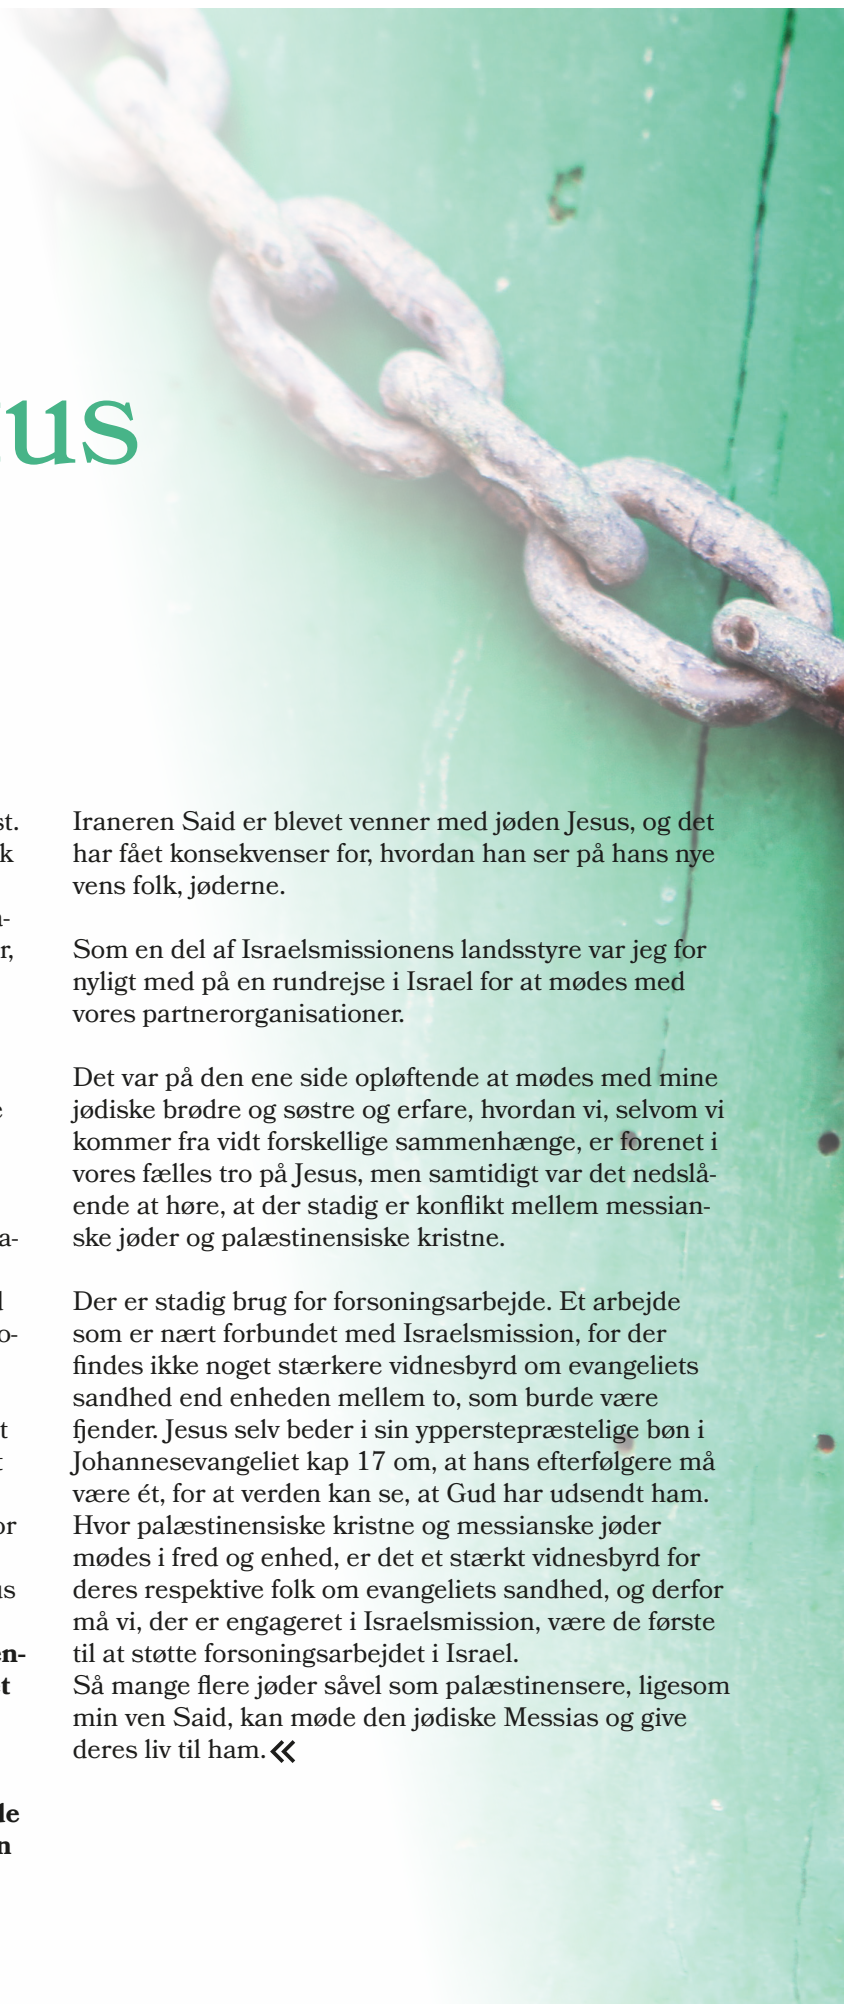 us
st.
k
r,
e
a-
d
o-
t
t
or
us
en-
t
de
n
Iraneren Said er blevet venner med jøden Jesus, og det
har fået konsekvenser for, hvordan han ser på hans nye
vens folk, jøderne.
Som en del af Israelsmissionens landsstyre var jeg for
nyligt med på en rundrejse i Israel for at mødes med
vores partnerorganisationer.
Det var på den ene side opløftende at mødes med mine
jødiske brødre og søstre og erfare, hvordan vi, selvom vi
kommer fra vidt forskellige sammenhænge, er forenet i
vores fælles tro på Jesus, men samtidigt var det nedslå-
ende at høre, at der stadig er konflikt mellem messian-
ske jøder og palæstinensiske kristne.
Der er stadig brug for forsoningsarbejde. Et arbejde
som er nært forbundet med Israelsmission, for der
findes ikke noget stærkere vidnesbyrd om evangeliets
sandhed end enheden mellem to, som burde være
fjender. Jesus selv beder i sin ypperstepræstelige bøn i
Johannesevangeliet kap 17 om, at hans efterfølgere må
være ét, for at verden kan se, at Gud har udsendt ham.
Hvor palæstinensiske kristne og messianske jøder
mødes i fred og enhed, er det et stærkt vidnesbyrd for
deres respektive folk om evangeliets sandhed, og derfor
må vi, der er engageret i Israelsmission, være de første
til at støtte forsoningsarbejdet i Israel.
Så mange flere jøder såvel som palæstinensere, ligesom
min ven Said, kan møde den jødiske Messias og give
deres liv til ham.